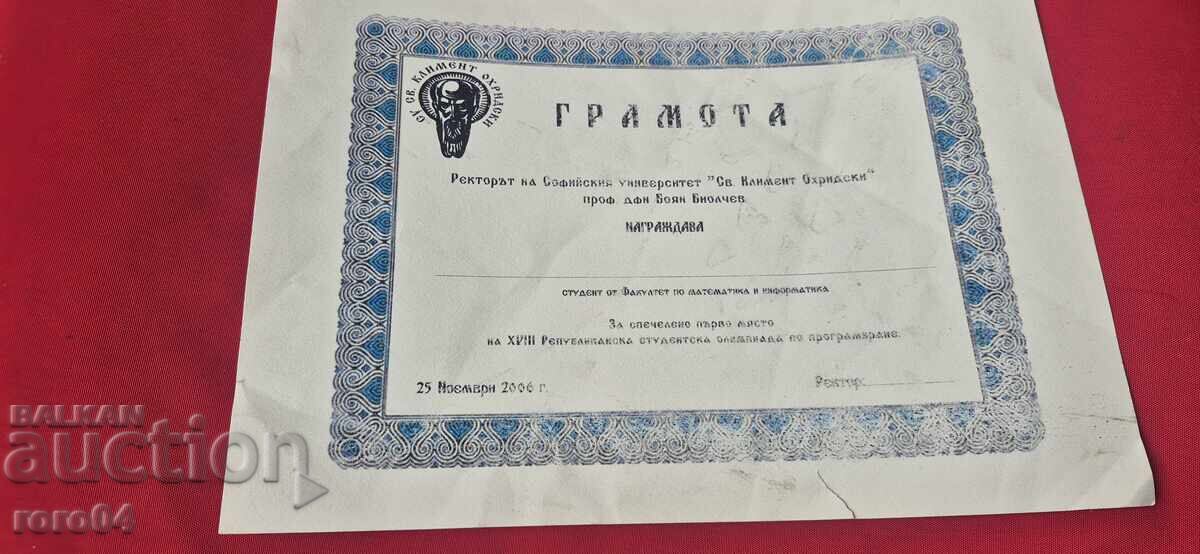 СУ СВ. КЛИМЕНТ ОХРИДСКИ
ГРАМОТА
Ректорът на Софийския университет "Св. Климент Охридски"
проф. дфн Боян Биолчев
НАГРАЖДАВА
студент от Факултет по математика и информатика
За спечелено първо място
на XVIII Републиканска студентска олимпиада по програмиране.
25 Ноември 2006 г.
Ректор:
BALKAN
auction
roro04